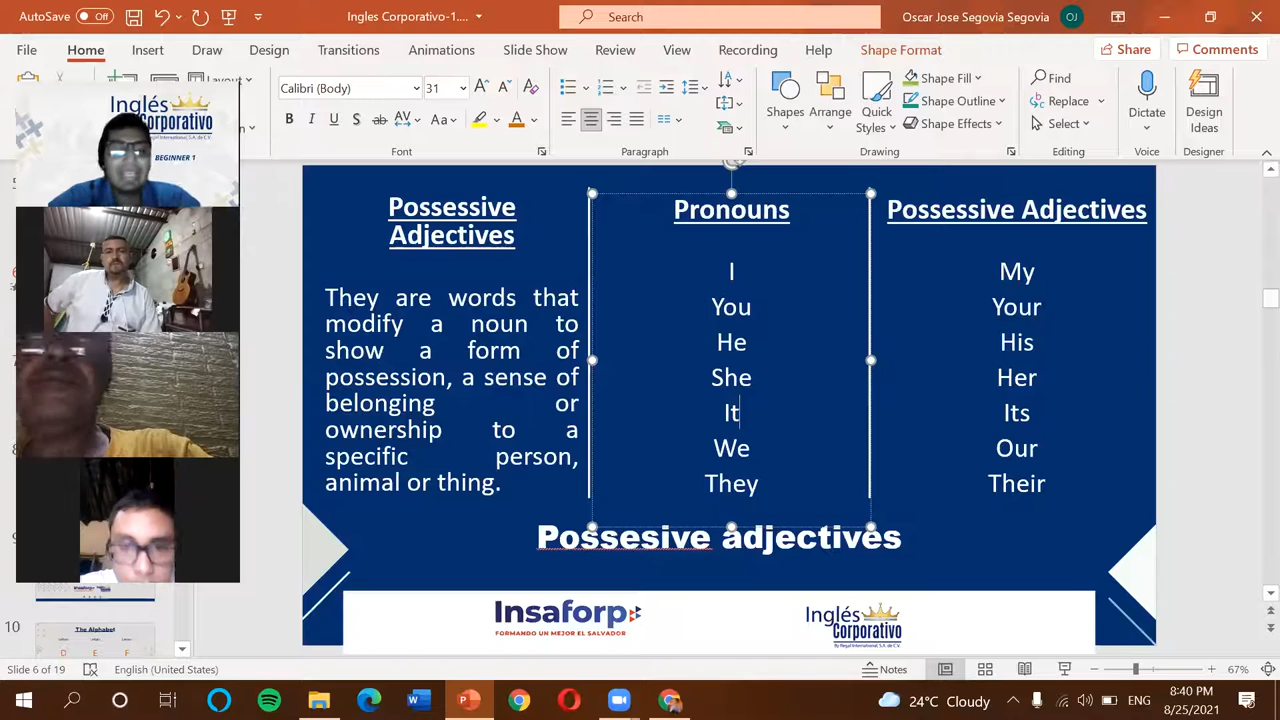 AutoSave Off
Ingles Corporativo-1....
Search
Oscar Jose Segovia Segovia OJ
File Home Insert Draw Design Transitions Animations Slide Show Review View Recording Help Shape Format
Share Comments
Layout
Calibri (Body) 31
Shapes
Arrange
Quick
Styles
Shape Fill
Shape Outline
Shape Effects
Find
Replace
Select
Dictate
Design
Ideas
Font Paragraph Drawing Editing Voice Designer
Inglés
Corporativo
BEGINNER 1
Possessive
Adjectives
They are words that
modify a noun to
show a form of
possession, a sense of
belonging or
ownership to a
specific person,
animal or thing.
Pronouns
I
You
He
She
It
We
They
Possessive Adjectives
My
Your
His
Her
Its
Our
Their
Possesive adjectives
Insaforp
FORMANDO UN MEJOR EL SALVADOR
Inglés
Corporativo
By Regal International, S.A. de C.V.
10
The Alphabet
D E F
Slide 6 of 19 English (United States)
Notes
67%
24°C Cloudy
ENG
8:40 PM
8/25/2021